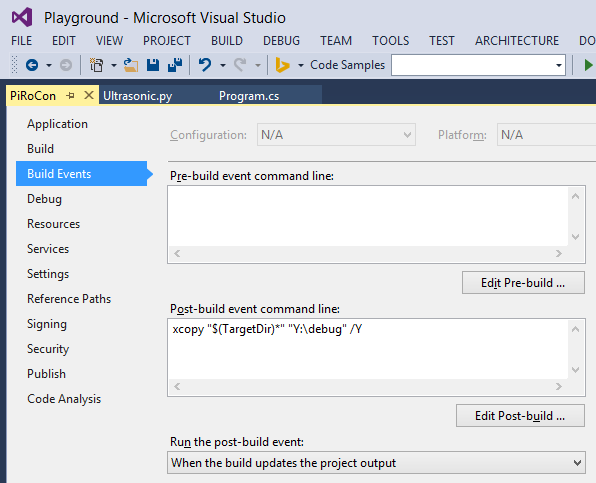 Playground - Microsoft Visual Studio
FILE EDIT VIEW PROJECT BUILD DEBUG TEAM TOOLS TEST ARCHITECTURE DO
Code Samples
PiRoCon Ultrasonic.py Program.cs
Application
Configuration: N/A Platform: N/A
Build
Build Events
Pre-build event command line:
Debug
Resources
Services
Settings
Edit Pre-build ...
Reference Paths
Post-build event command line:
Signing
xcopy "$(TargetDir)*" "Y:\debug" /Y
Security
Publish
Code Analysis
Edit Post-build ...
Run the post-build event:
When the build updates the project output